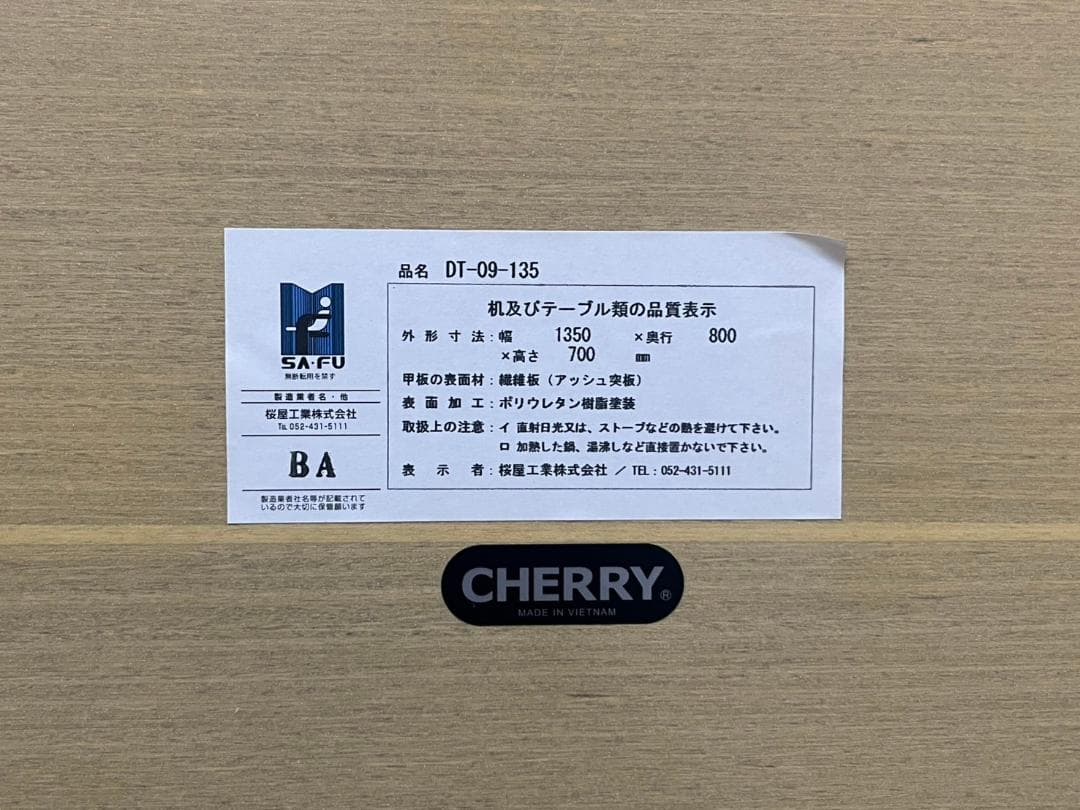 SA・FU
無断転用を禁ず
製造業者名・他
桜屋工業株式会社
TEL 052-431-5111
BA
製造業者社名等が記載されて
いるので大切に保管願います
品名 DT-09-135
机及びテーブル類の品質表示
外形寸法:幅 1350 ×奥行 800
×高さ 700 mm
甲板の表面材:繊維板(アッシュ突板)
表面加工:ポリウレタン樹脂塗装
取扱上の注意:イ 直射日光又は、ストーブなどの熱を避けて下さい。
ロ 加熱した鍋、湯沸しなど直接置かないで下さい。
表示者:桜屋工業株式会社 / TEL:052-431-5111
CHERRY®
MADE IN VIETNAM